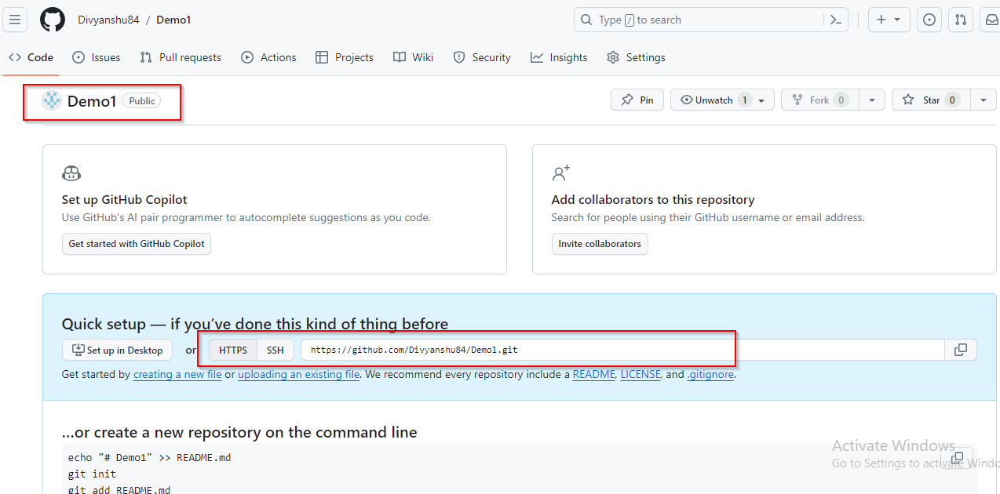 Divyanshu84 / Demo1
Type / to search
Code Issues Pull requests Actions Projects Wiki Security Insights Settings
Demo1 Public
Pin Unwatch 1 Fork 0 Star 0
Set up GitHub Copilot
Use GitHub's AI pair programmer to autocomplete suggestions as you code.
Get started with GitHub Copilot
Add collaborators to this repository
Search for people using their GitHub username or email address.
Invite collaborators
Quick setup — if you've done this kind of thing before
Set up in Desktop or HTTPS SSH https://github.com/Divyanshu84/Demo1.git
Get started by creating a new file or uploading an existing file. We recommend every repository include a README, LICENSE, and .gitignore.
…or create a new repository on the command line
echo "# Demo1" >> README.md
git init
git add README.md
Activate Windows
Go to Settings to activate Windo